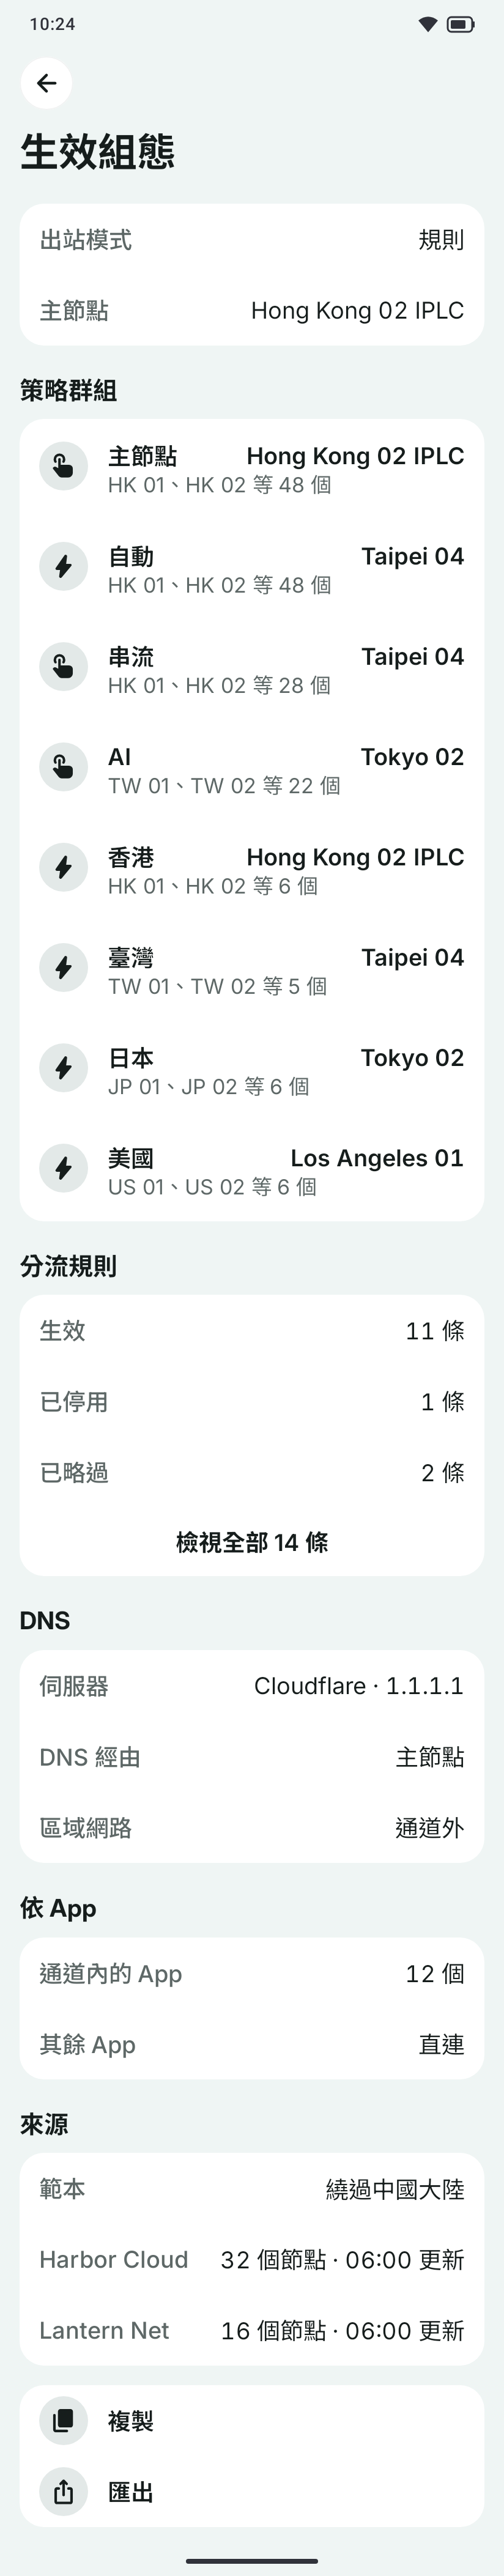 10:24
生效組態
出站模式 規則
主節點 Hong Kong 02 IPLC
策略群組
主節點 Hong Kong 02 IPLC
HK 01、HK 02 等 48 個
自動 Taipei 04
HK 01、HK 02 等 48 個
串流 Taipei 04
HK 01、HK 02 等 28 個
AI Tokyo 02
TW 01、TW 02 等 22 個
香港 Hong Kong 02 IPLC
HK 01、HK 02 等 6 個
臺灣 Taipei 04
TW 01、TW 02 等 5 個
日本 Tokyo 02
JP 01、JP 02 等 6 個
美國 Los Angeles 01
US 01、US 02 等 6 個
分流規則
生效 11 條
已停用 1 條
已略過 2 條
檢視全部 14 條
DNS
伺服器 Cloudflare · 1.1.1.1
DNS 經由 主節點
區域網路 通道外
依 App
通道內的 App 12 個
其餘 App 直連
來源
範本 繞過中國大陸
Harbor Cloud 32 個節點 · 06:00 更新
Lantern Net 16 個節點 · 06:00 更新
複製
匯出